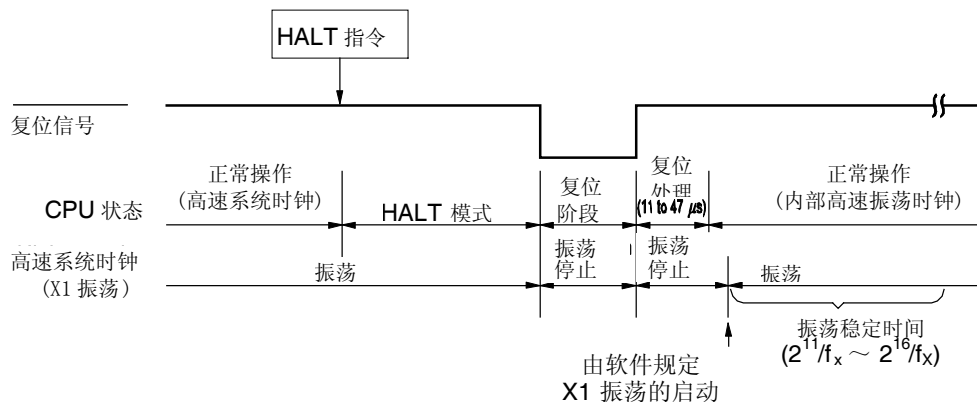 HALT 指令
复位信号
正常操作
(高速系统时钟)
CPU 状态
HALT 模式
复位
阶段
复位
处理
(11 to 47 μs)
正常操作
(内部高速振荡时钟)
高速系统时钟
(X1 振荡)
振荡
振荡
停止
振荡
停止
振荡
振荡稳定时间
(2^11/fx ～ 2^16/fX)
由软件规定
X1 振荡的启动